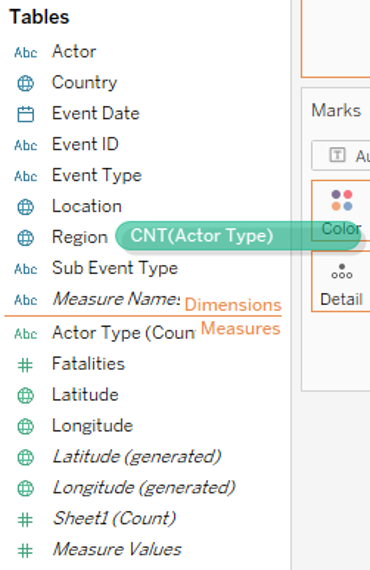 Tables
Abc Actor
Country
Marks
Event Date
Abc Event ID
T Au
Abc Event Type
Location
Region CNT(Actor Type) Color
Abc Sub Event Type
Abc Measure Names Dimensions
Detail
Abc Actor Type (Coun Measures
# Fatalities
Latitude
Longitude
Latitude (generated)
Longitude (generated)
# Sheet1 (Count)
# Measure Values